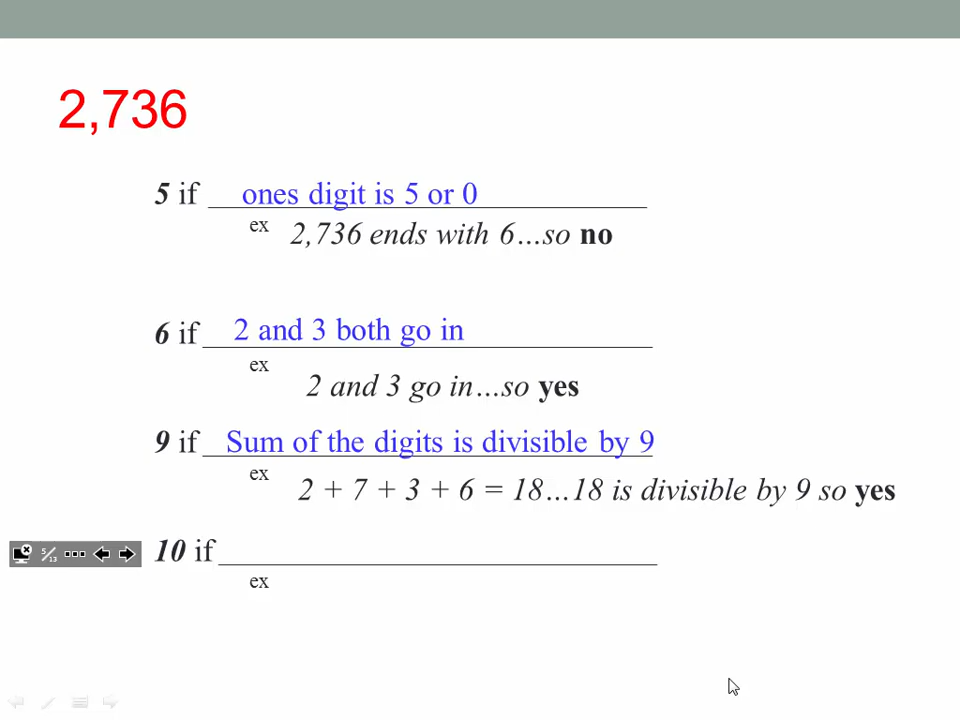 2,736
5 if ones digit is 5 or 0
ex 2,736 ends with 6…so no
6 if 2 and 3 both go in
ex
2 and 3 go in…so yes
9 if Sum of the digits is divisible by 9
ex
2 + 7 + 3 + 6 = 18…18 is divisible by 9 so yes
5/13
10 if
ex